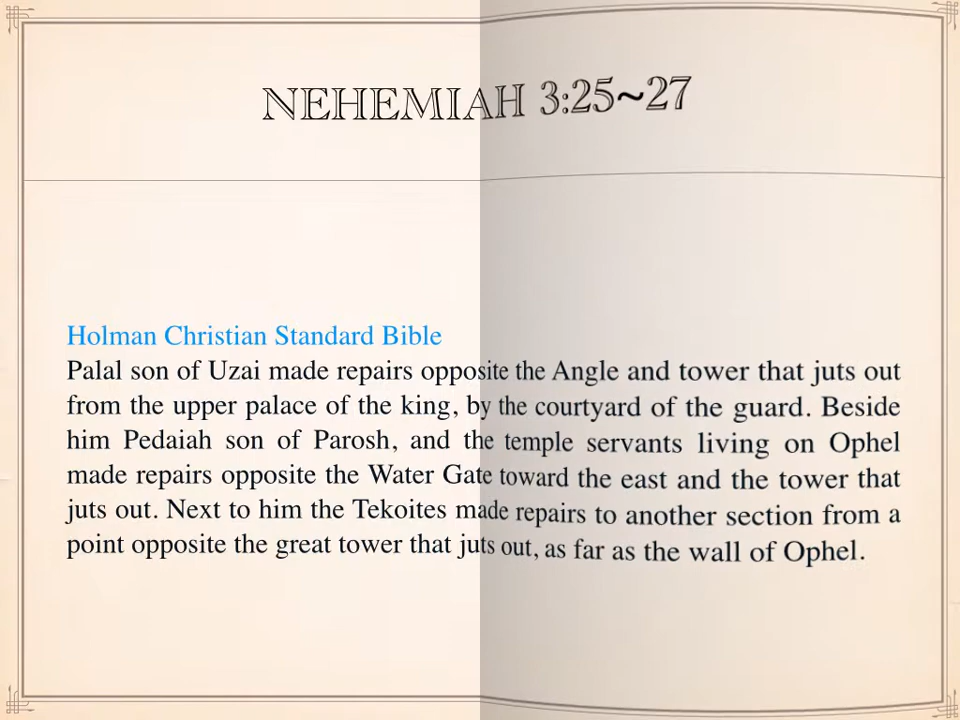 NEHEMIAH 3:25~27
Holman Christian Standard Bible
Palal son of Uzai made repairs opposite the Angle and tower that juts out
from the upper palace of the king, by the courtyard of the guard. Beside
him Pedaiah son of Parosh, and the temple servants living on Ophel
made repairs opposite the Water Gate toward the east and the tower that
juts out. Next to him the Tekoites made repairs to another section from a
point opposite the great tower that juts out, as far as the wall of Ophel.